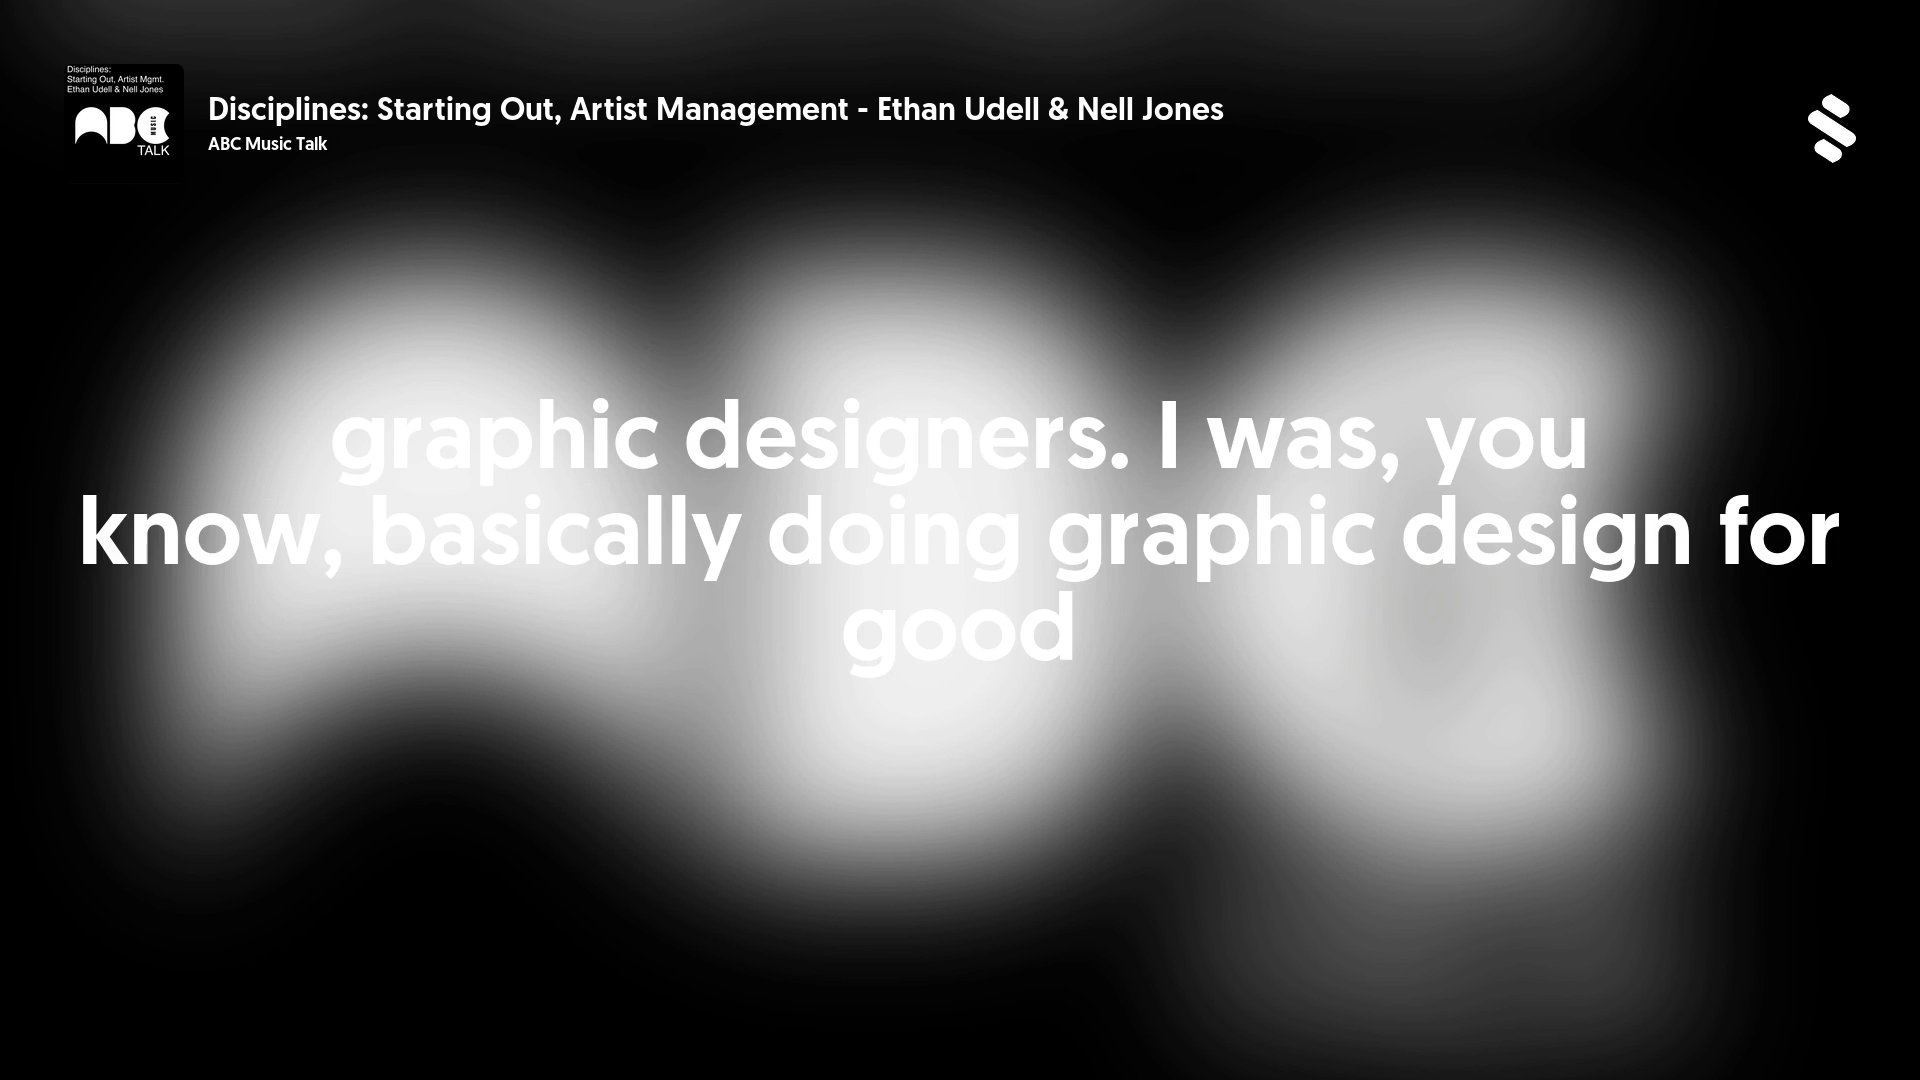 Disciplines:
Starting Out, Artist Mgmt.
Ethan Udell & Nell Jones
ABC
MUSIC
TALK
Disciplines: Starting Out, Artist Management - Ethan Udell & Nell Jones
ABC Music Talk
graphic designers. I was, you
know, basically doing graphic design for
good